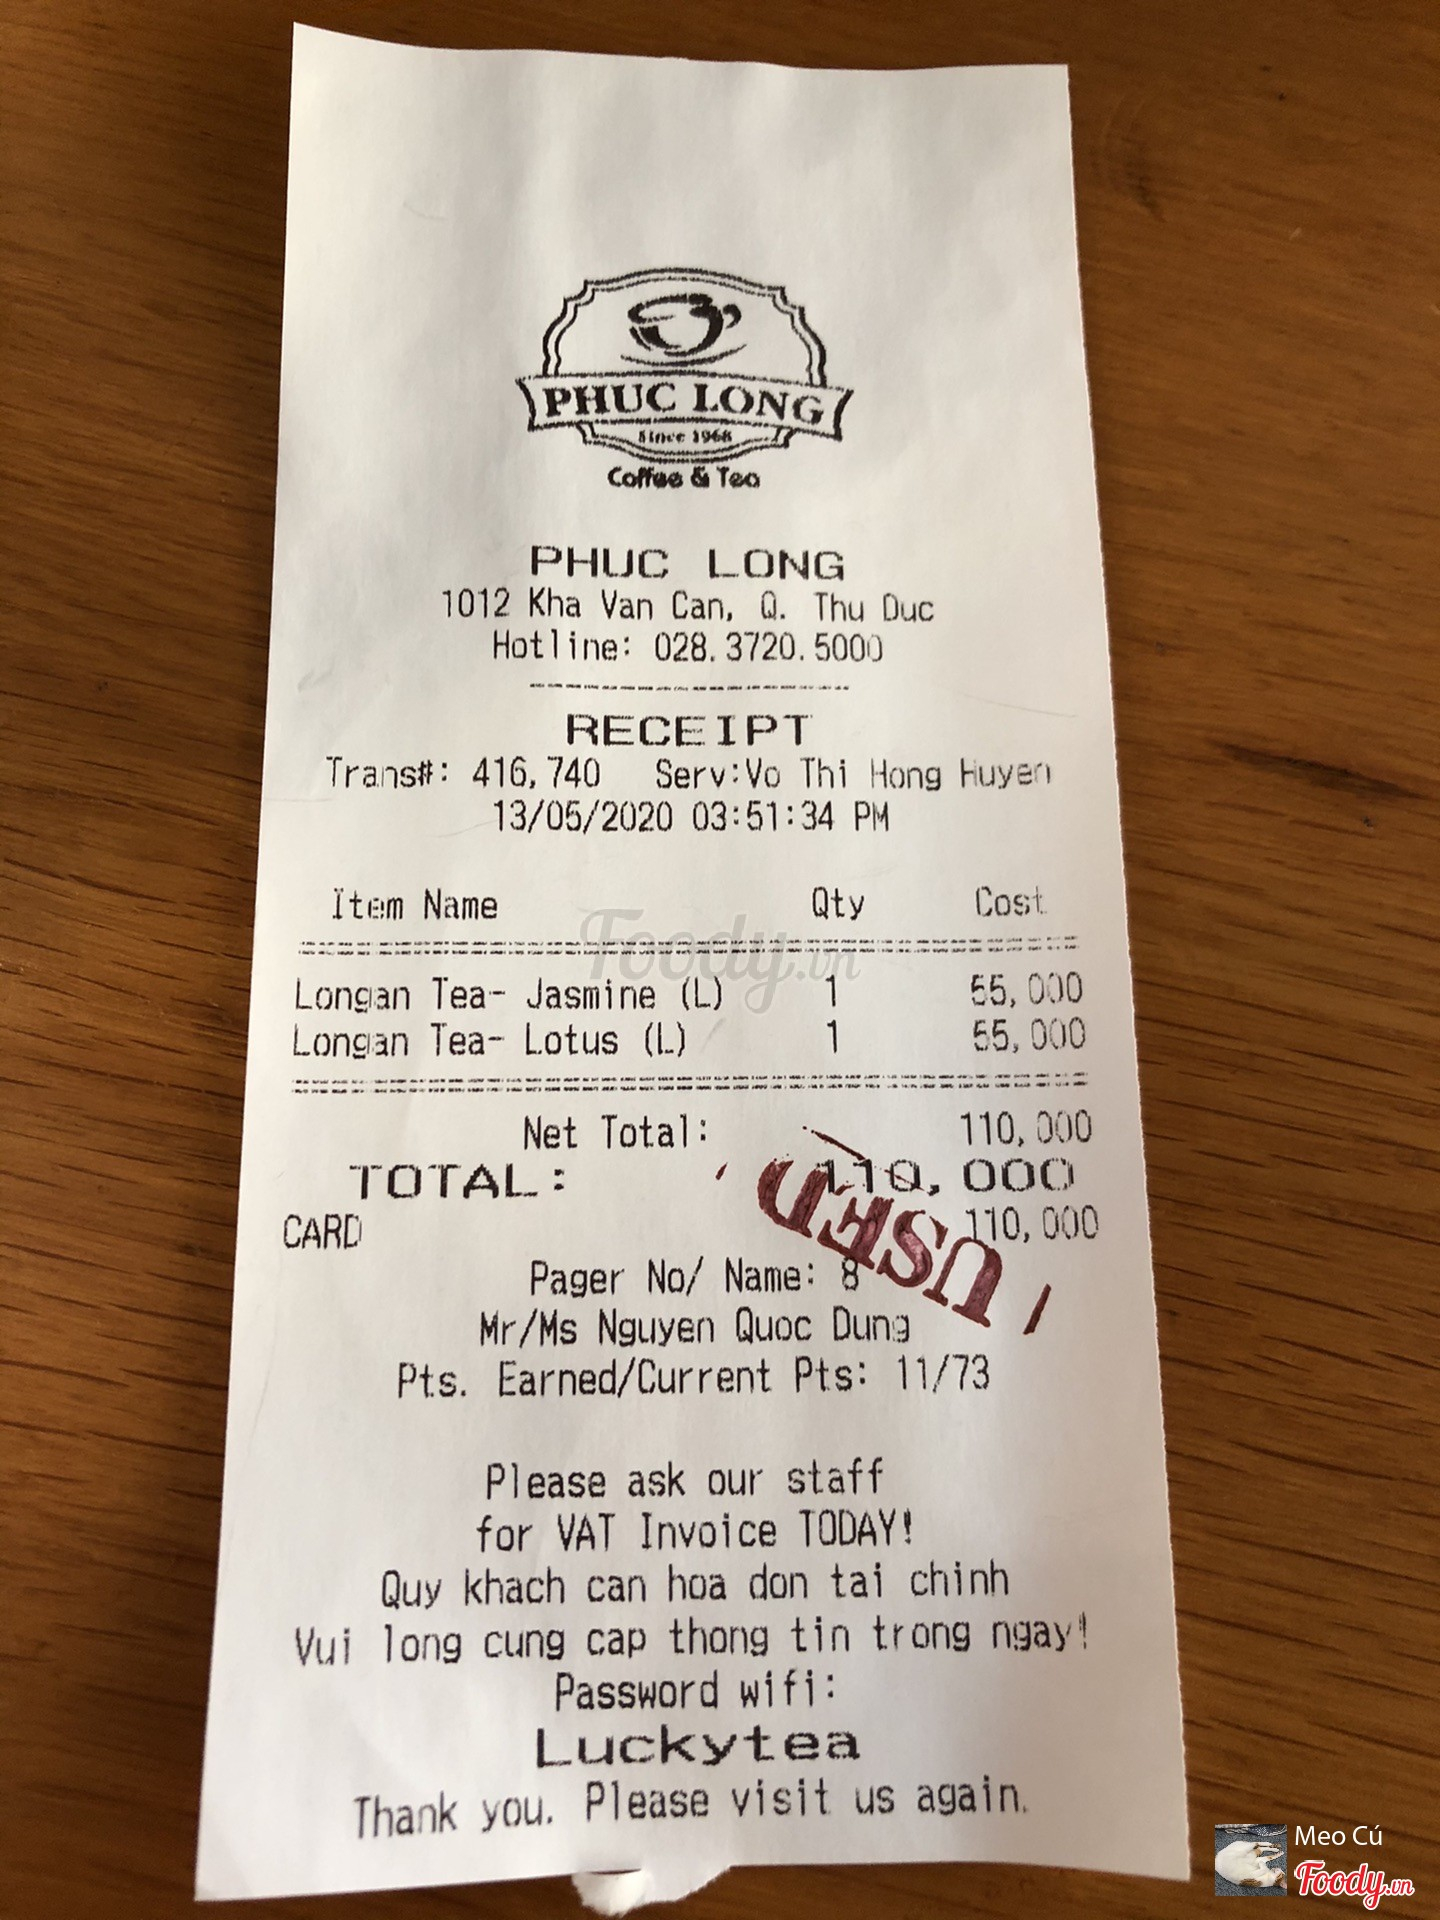 PHUC LONG
Since 1968
Coffee & Tea
PHUC LONG
1012 Kha Van Can, Q. Thu Duc
Hotline: 028.3720.5000
RECEIPT
Trans#: 416,740 Serv:Vo Thi Hong Huyen
13/05/2020 03:51:34 PM
Item Name Qty Cost
Foody.vn
Longan Tea- Jasmine (L) 1 55,000
Longan Tea- Lotus (L) 1 55,000
Net Total: 110,000
TOTAL: 110,000
CARD 110,000
USED
Pager No/ Name: 8
Mr/Ms Nguyen Quoc Dung
Pts. Earned/Current Pts: 11/73
Please ask our staff
for VAT Invoice TODAY!
Quy khach can hoa don tai chinh
Vui long cung cap thong tin trong ngay!
Password wifi:
Luckytea
Thank you. Please visit us again.
Meo Cú
Foody.vn